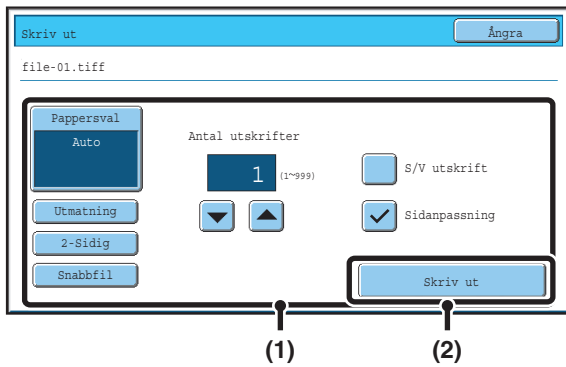 Skriv ut
Ångra
file-01.tiff
Pappersval
Auto
Antal utskrifter
1 (1~999)
S/V utskrift
Utmatning
Sidanpassning
2-Sidig
Snabbfil
Skriv ut
(1)
(2)